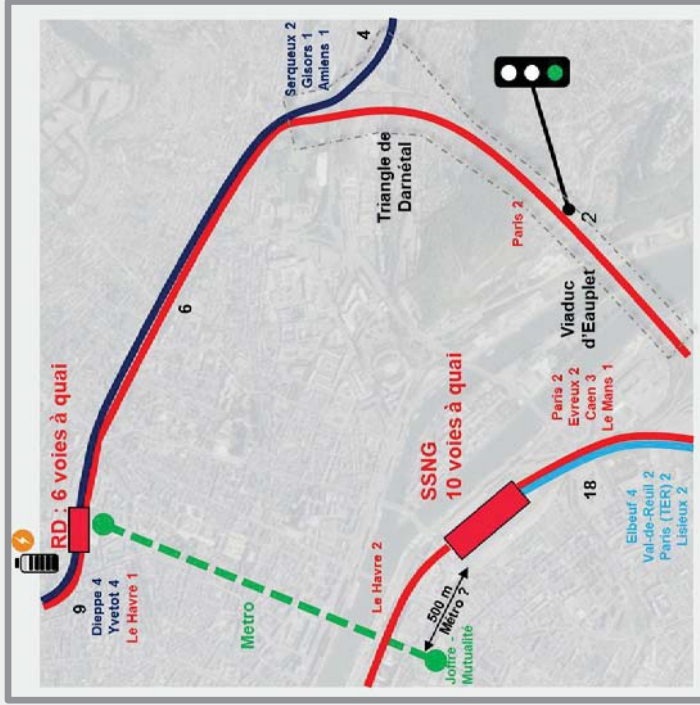 RD : 6 voies à quai
9
Dieppe 4
Yvetot 4
Le Havre 1
6
Serqueux 2
Gisors 1
Amiens 1
4
Triangle de
Darnétal
Paris 2
2
Viaduc
d'Eauplet
Metro
SSNG
10 voies à quai
Le Havre 2
500 m
Métro ?
Joffre -
Mutualité
Paris 2
Evreux 2
Caen 3
Le Mans 1
18
Elbeuf 4
Val-de-Reuil 2
Paris (TER) 2
Lisieux 2